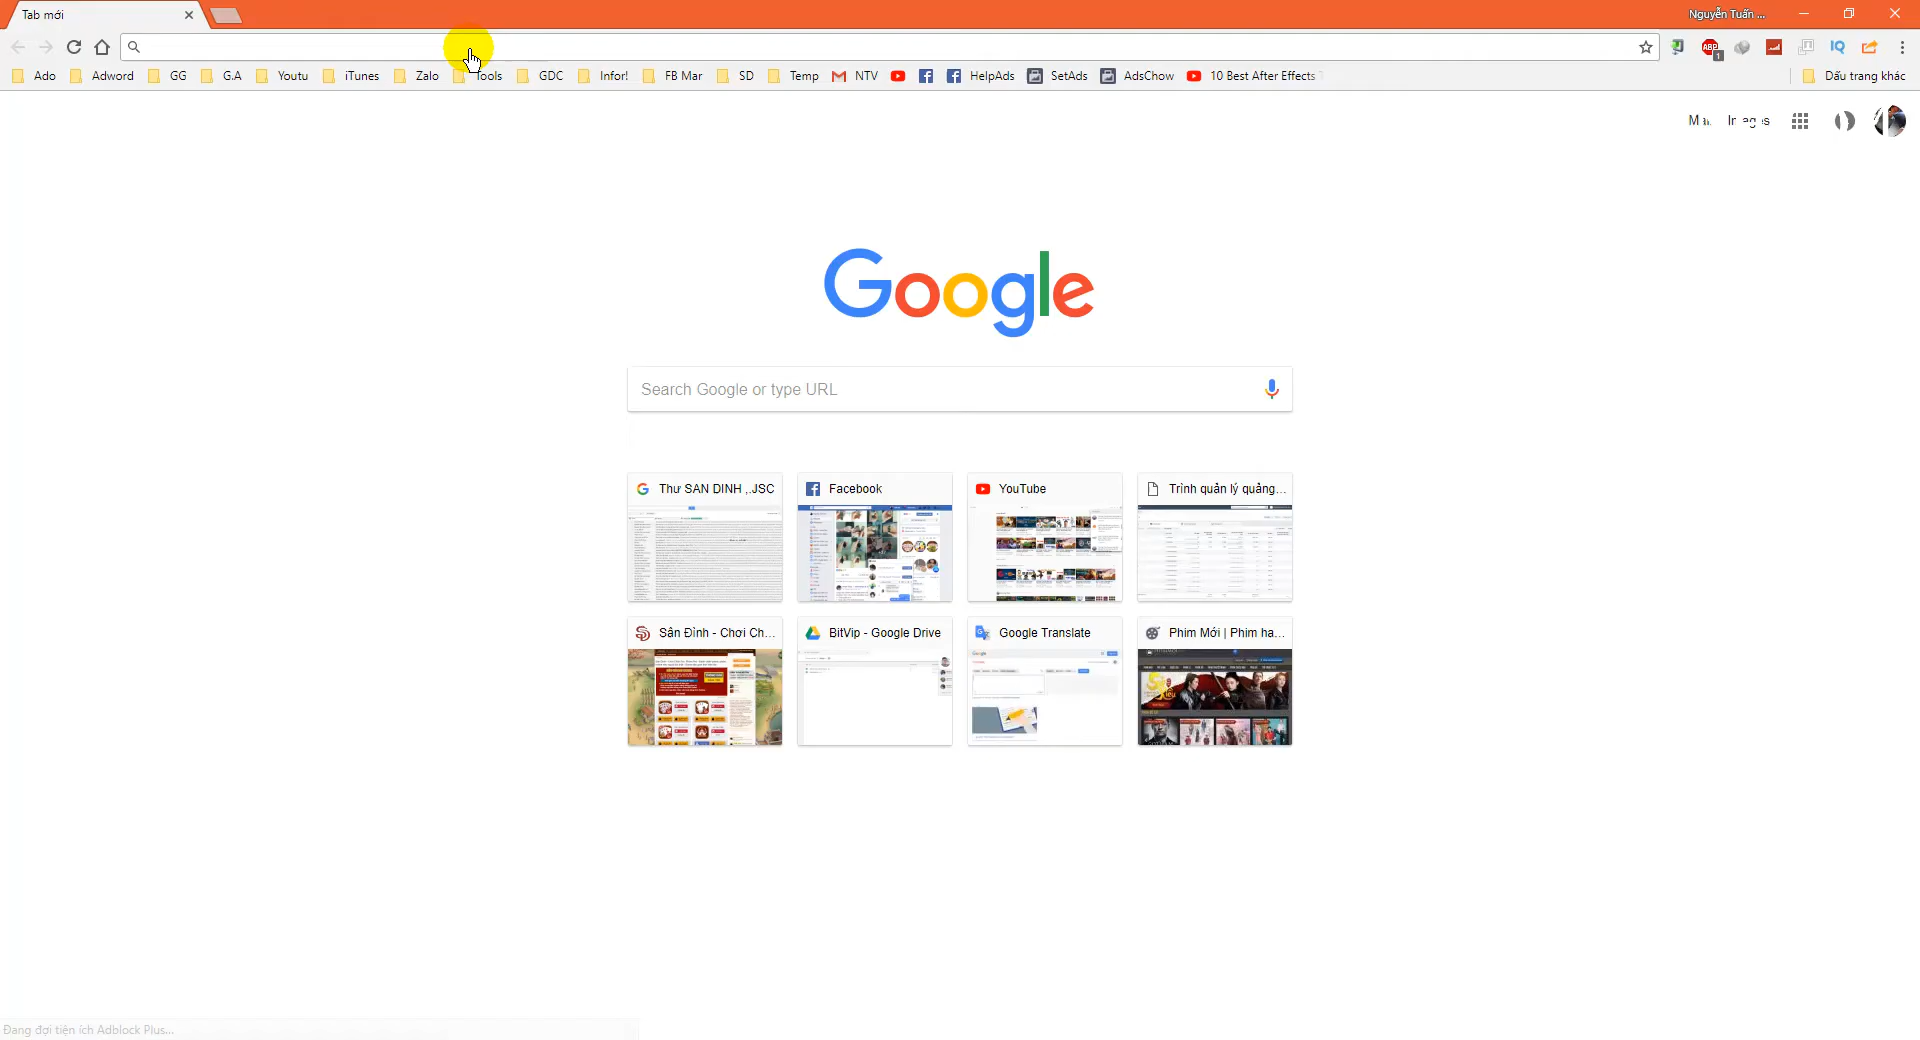 Tab mới
Nguyễn Tuấn ...
Ado Adword GG G.A Youtu iTunes Zalo Tools GDC Infor! FB Mar SD Temp NTV HelpAds SetAds AdsChow 10 Best After Effects Dấu trang khác
Images
Google
Search Google or type URL
Thư SAN DINH ,.JSC Facebook YouTube Trình quản lý quảng...
Sân Đình - Chơi Ch... BitVip - Google Drive Google Translate Phim Mới | Phim ha...
Đang đợi tiện ích Adblock Plus...